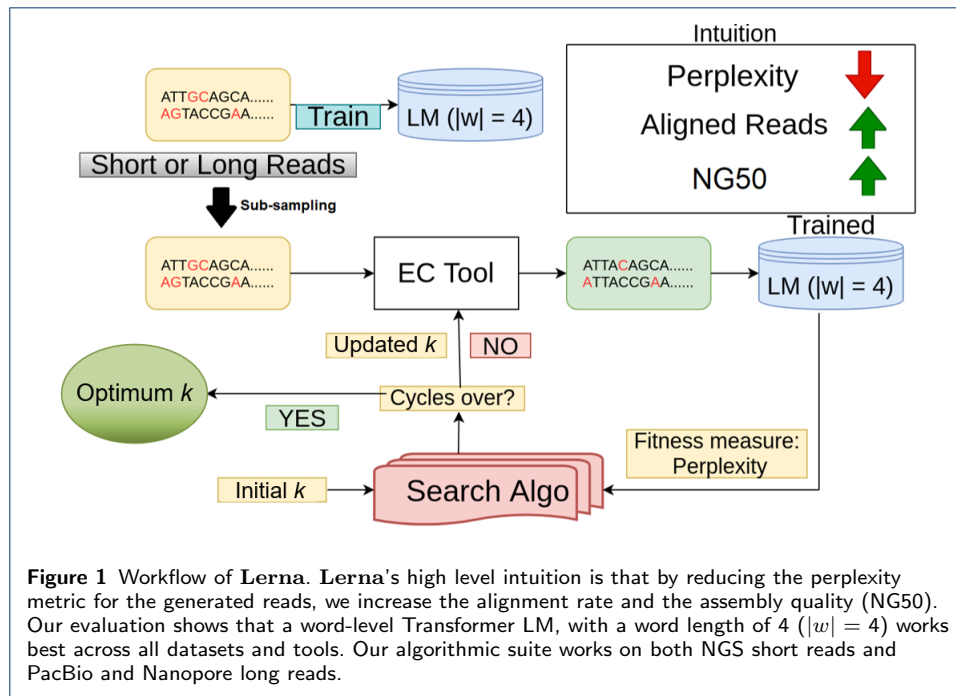 Intuition
Perplexity
Aligned Reads
NG50
ATTGCAGCA......
AGTACCGAA.....
Train
LM (|w| = 4)
Short or Long Reads
Sub-sampling
Trained
ATTGCAGCA......
AGTACCGAA.....
EC Tool
ATTACAGCA......
ATTACCGAA......
LM (|w| = 4)
Updated k
NO
Optimum k
Cycles over?
YES
Fitness measure:
Perplexity
Initial k
Search Algo
Figure 1 Workflow of Lerna. Lerna's high level intuition is that by reducing the perplexity
metric for the generated reads, we increase the alignment rate and the assembly quality (NG50).
Our evaluation shows that a word-level Transformer LM, with a word length of 4 (|w| = 4) works
best across all datasets and tools. Our algorithmic suite works on both NGS short reads and
PacBio and Nanopore long reads.